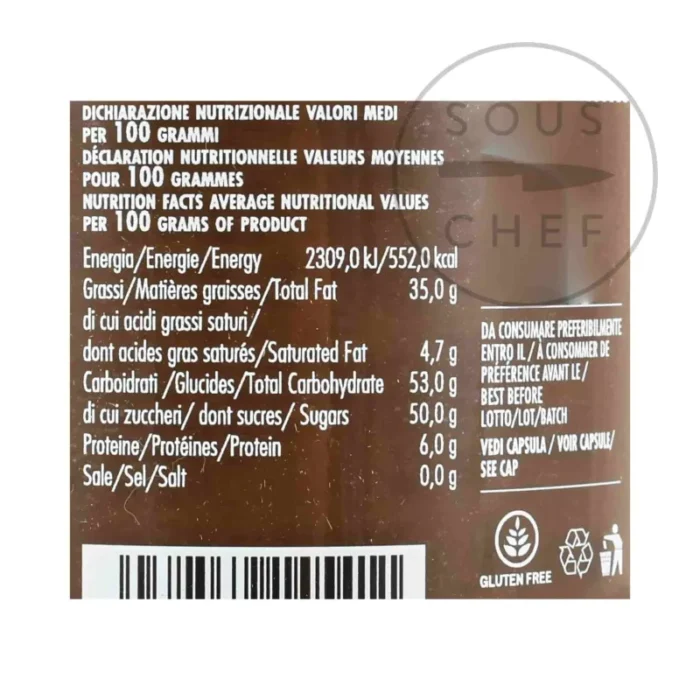 SOUS
CHEF
DICHIARAZIONE NUTRIZIONALE VALORI MEDI
PER 100 GRAMMI
DÉCLARATION NUTRITIONNELLE VALEURS MOYENNES
POUR 100 GRAMMES
NUTRITION FACTS AVERAGE NUTRITIONAL VALUES
PER 100 GRAMS OF PRODUCT
Energia/Enèrgie/Energy 2309,0 kJ/552,0 kcal
Grassi/Matières graisses/Total Fat 35,0 g
di cui acidi grassi saturi/
dont acides gras saturés/Saturated Fat 4,7 g
Carboidrati /Glucides/Total Carbohydrate 53,0 g
di cui zuccheri/ dont sucres/ Sugars 50,0 g
Proteine/Protéines/Protein 6,0 g
Sale/Sel/Salt 0,0 g
DA CONSUMARE PREFERIBILMENTE
ENTRO IL / À CONSOMMER DE
PRÉFÉRENCE AVANT LE /
BEST BEFORE
LOTTO/LOT/BATCH
VEDI CAPSULA / VOIR CAPSULE/
SEE CAP
GLUTEN FREE